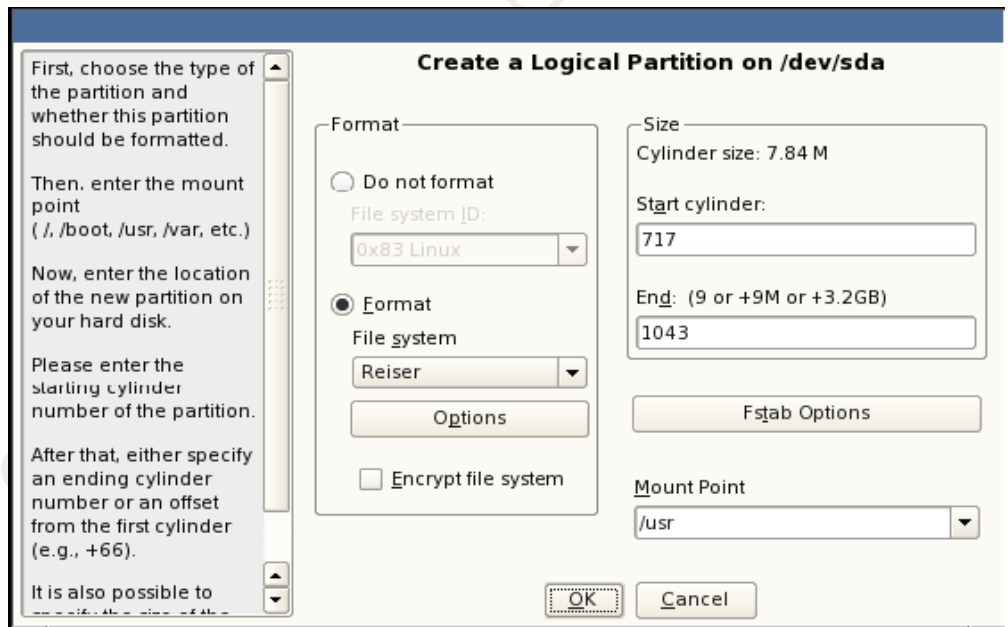 First, choose the type of
the partition and
whether this partition
should be formatted.
Then, enter the mount
point
( /, /boot, /usr, /var, etc.)
Now, enter the location
of the new partition on
your hard disk.
Please enter the
starting cylinder
number of the partition.
After that, either specify
an ending cylinder
number or an offset
from the first cylinder
(e.g., +66).
It is also possible to
Create a Logical Partition on /dev/sda
Format
Do not format
File system ID:
0x83 Linux
Format
File system
Reiser
Options
Encrypt file system
Size
Cylinder size: 7.84 M
Start cylinder:
717
End: (9 or +9M or +3.2GB)
1043
Fstab Options
Mount Point
/usr
OK
Cancel